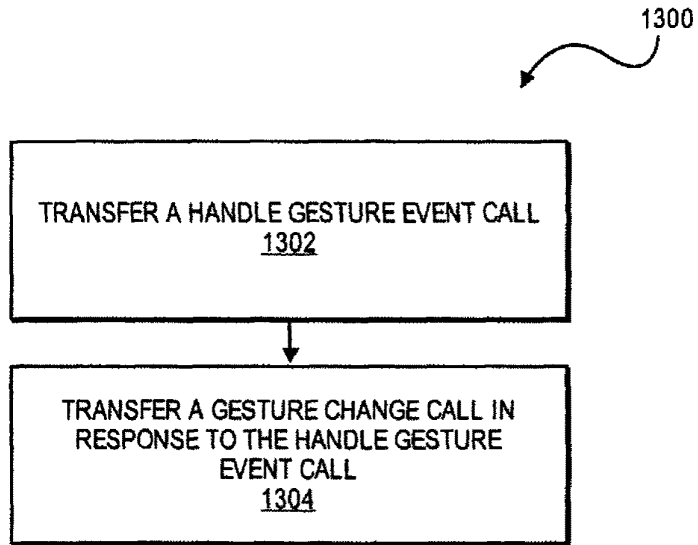 1300
TRANSFER A HANDLE GESTURE EVENT CALL
1302
TRANSFER A GESTURE CHANGE CALL IN
RESPONSE TO THE HANDLE GESTURE
EVENT CALL
1304